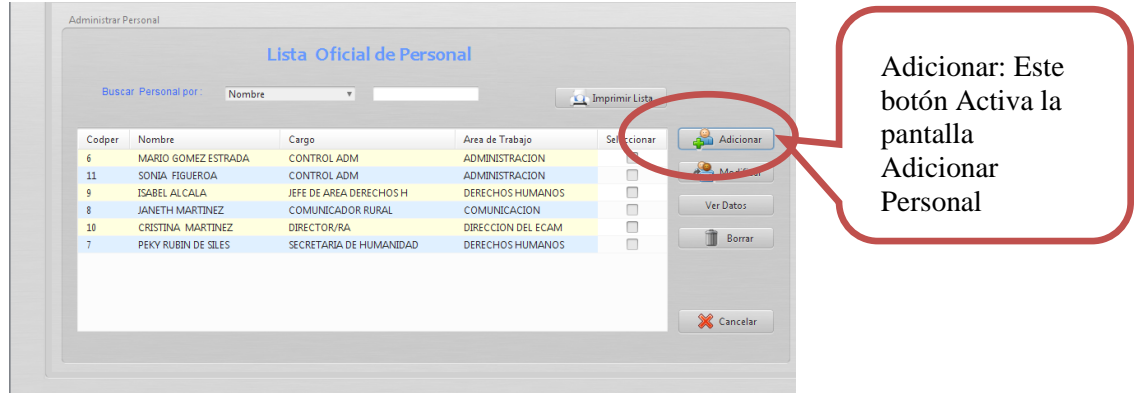 Administrar Personal
Lista Oficial de Personal
Buscar Personal por: Nombre Imprimir Lista
Codper Nombre Cargo Area de Trabajo Seleccionar
6 MARIO GOMEZ ESTRADA CONTROL ADM ADMINISTRACION
11 SONIA FIGUEROA CONTROL ADM ADMINISTRACION
9 ISABEL ALCALA JEFE DE AREA DERECHOS H DERECHOS HUMANOS
8 JANETH MARTINEZ COMUNICADOR RURAL COMUNICACION
10 CRISTINA MARTINEZ DIRECTOR/RA DIRECCION DEL ECAM
7 PEKY RUBIN DE SILES SECRETARIA DE HUMANIDAD DERECHOS HUMANOS
Adicionar
Modificar
Ver Datos
Borrar
Cancelar
Adicionar: Este
botón Activa la
pantalla
Adicionar
Personal